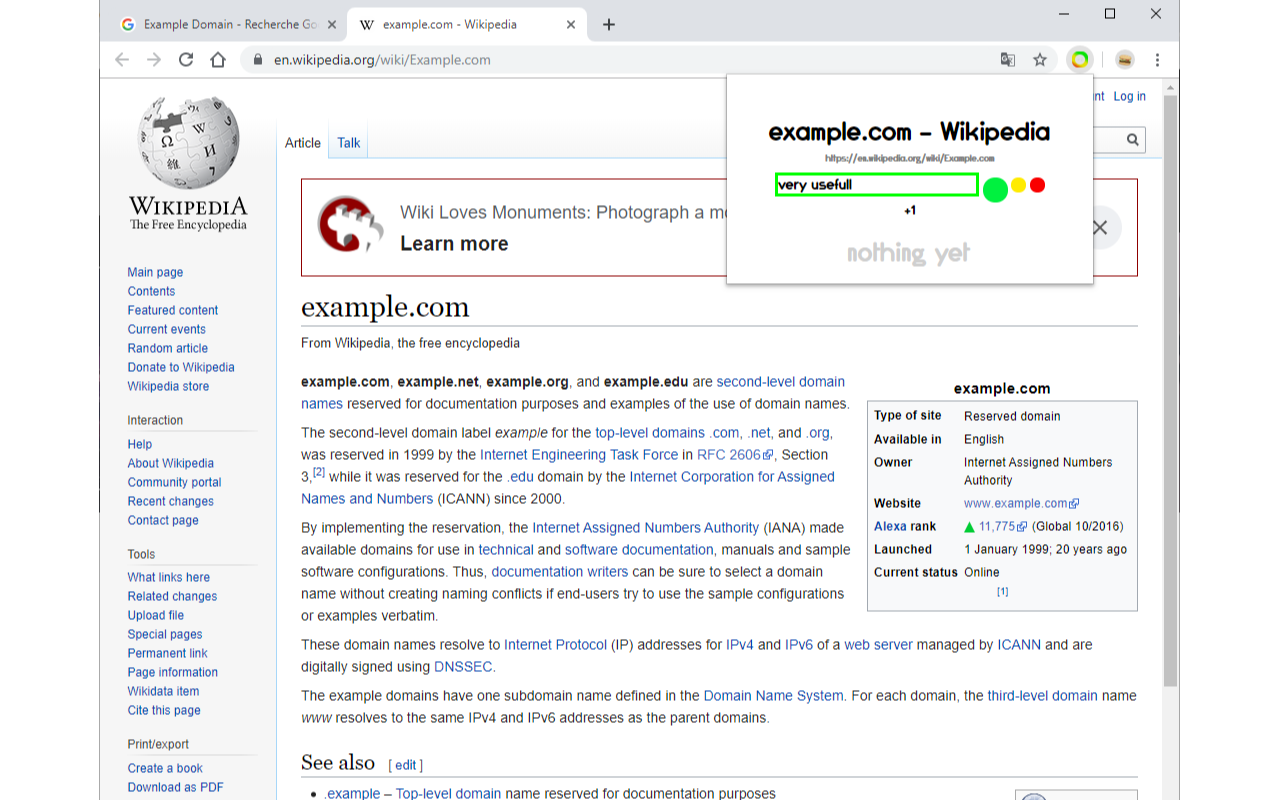 Example Domain - Recherche Go
example.com - Wikipedia
en.wikipedia.org/wiki/Example.com
nt Log in
example.com - Wikipedia
https://en.wikipedia.org/wiki/Example.com
very usefull
+1
nothing yet
WIKIPEDIA
The Free Encyclopedia
Article Talk
Wiki Loves Monuments: Photograph a mo
Learn more
Main page
Contents
Featured content
Current events
Random article
Donate to Wikipedia
Wikipedia store
Interaction
Help
About Wikipedia
Community portal
Recent changes
Contact page
Tools
What links here
Related changes
Upload file
Special pages
Permanent link
Page information
Wikidata item
Cite this page
Print/export
Create a book
Download as PDF
example.com
From Wikipedia, the free encyclopedia
example.com, example.net, example.org, and example.edu are second-level domain
names reserved for documentation purposes and examples of the use of domain names.
The second-level domain label example for the top-level domains .com, .net, and .org,
was reserved in 1999 by the Internet Engineering Task Force in RFC 2606, Section
3,[2] while it was reserved for the .edu domain by the Internet Corporation for Assigned
Names and Numbers (ICANN) since 2000.
By implementing the reservation, the Internet Assigned Numbers Authority (IANA) made
available domains for use in technical and software documentation, manuals and sample
software configurations. Thus, documentation writers can be sure to select a domain
name without creating naming conflicts if end-users try to use the sample configurations
or examples verbatim.
These domain names resolve to Internet Protocol (IP) addresses for IPv4 and IPv6 of a web server managed by ICANN and are
digitally signed using DNSSEC.
The example domains have one subdomain name defined in the Domain Name System. For each domain, the third-level domain name
www resolves to the same IPv4 and IPv6 addresses as the parent domains.
example.com
Type of site Reserved domain
Available in English
Owner Internet Assigned Numbers
Authority
Website www.example.com
Alexa rank ▲ 11,775 (Global 10/2016)
Launched 1 January 1999; 20 years ago
Current status Online
[1]
See also [ edit ]
• .example – Top-level domain name reserved for documentation purposes